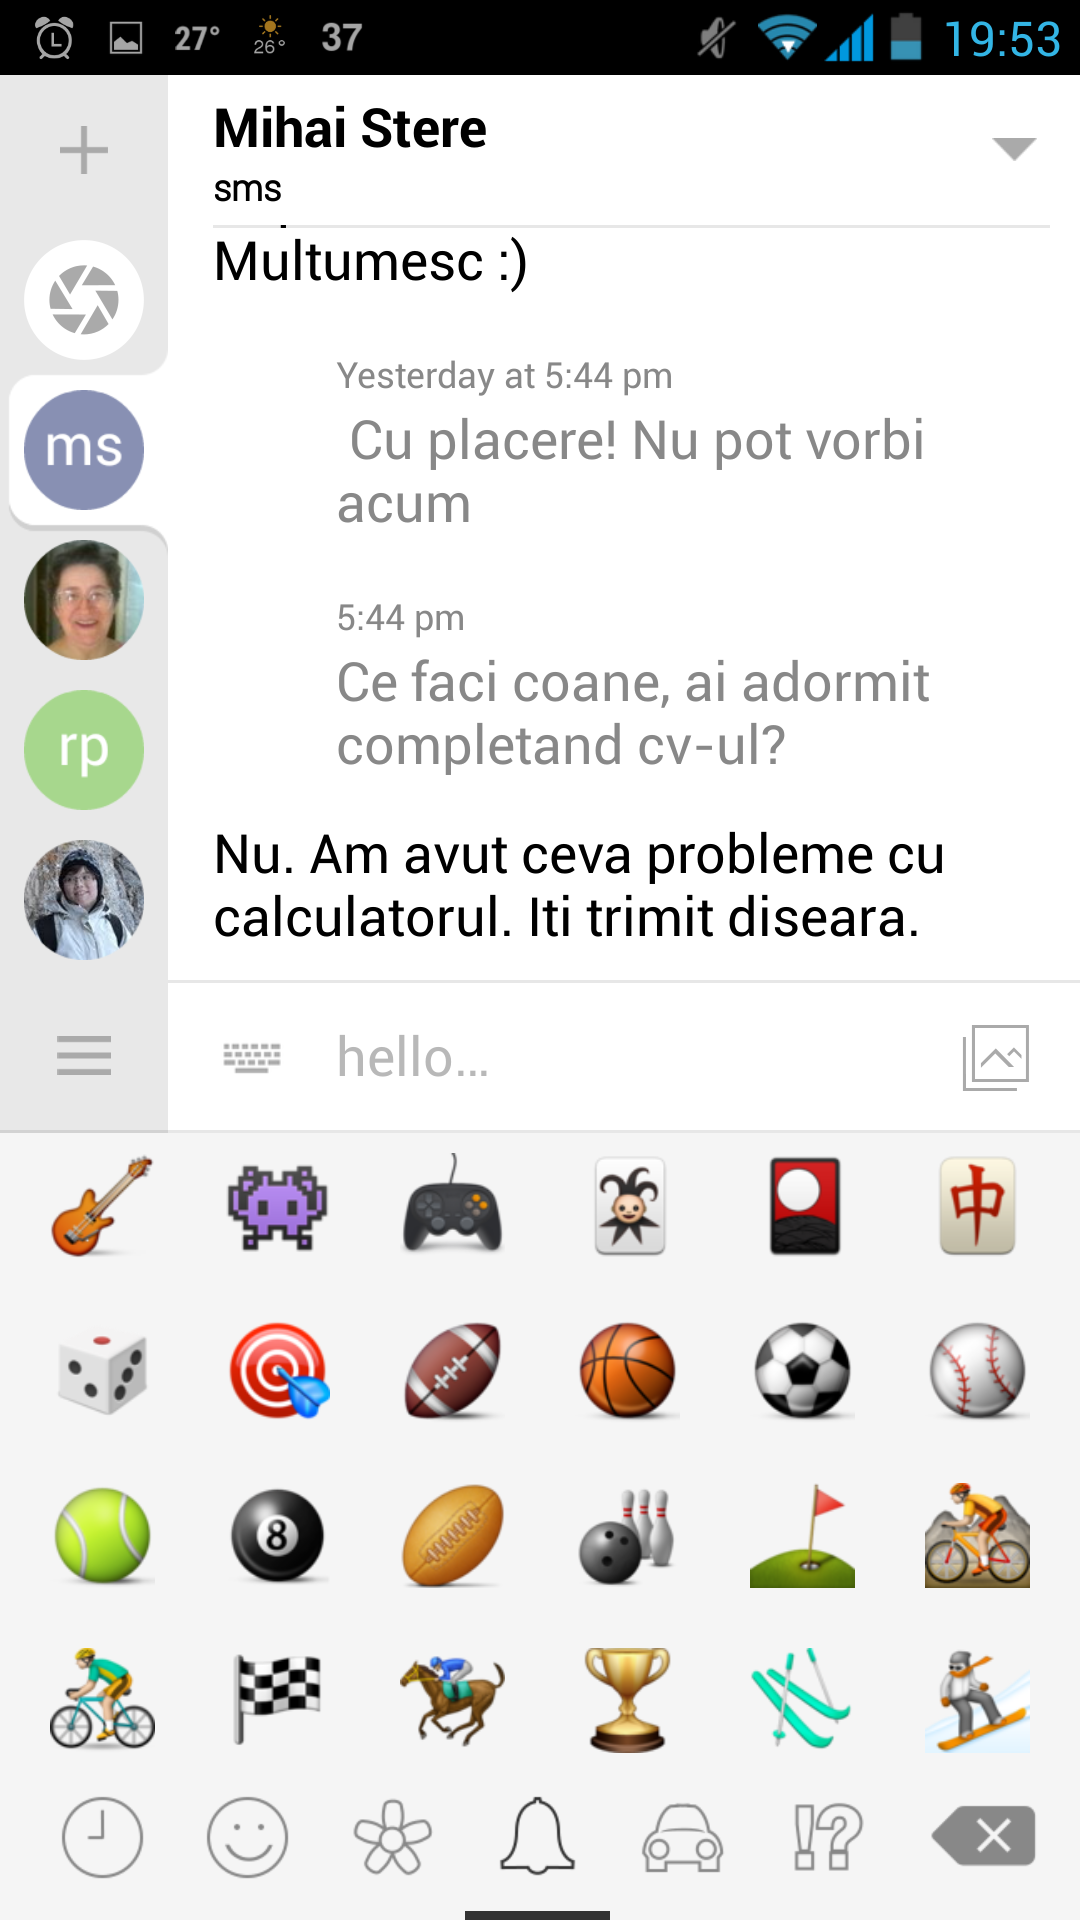 27° 26° 37 19:53
Mihai Stere
sms
Multumesc :)
Yesterday at 5:44 pm
Cu placere! Nu pot vorbi
acum
ms
5:44 pm
Ce faci coane, ai adormit
completand cv-ul?
rp
Nu. Am avut ceva probleme cu
calculatorul. Iti trimit diseara.
hello...
中
8
!?